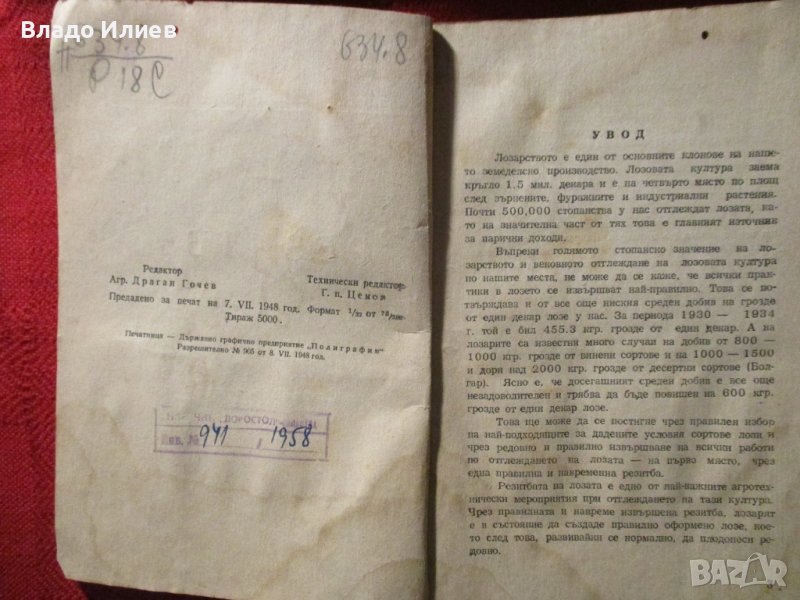 Владо Илиев
634.8
Р 18 С
634.8
Редактор
Агр. Драган Гочев
Технически редактор
Г. п. Цемов
Предадено за печат на 7. VII. 1948 год. Формат 1/32 от
Тираж 5000.
Печатница — Държавно графично предприятие „Полиграфия“
Разрешително № 905 от 8. VII. 1948 год.
Инв. № 941 , 1958
УВОД
Лозарството е един от основните клонове на наше-
то земеделско производство. Лозовата култура заема
кръгло 1.5 мил. декара и е на четвърто място по площ
след зърнените, фуражните и индустриални растения.
Почти 500,000 стопанства у нас отглеждат лозата, ка-
то на значителна част от тях това е главният източник
за парични доходи.
Въпреки голямото стопанско значение на ло-
зарството и вековното отглеждане на лозовата култура
по нашите места, не може да се каже, че всички практи-
ки в лозето се извършват най-правилно. Това се по-
твърждава и от все още ниския среден добив на грозде
от един декар лозе у нас. За периода 1930 — 1934
г. той е бил 455.3 кгр. грозде от един декар. А на
лозарите са известни много случаи на добив от 800 —
1000 кгр. грозде от винени сортове и на 1000 — 1500
и дори над 2000 кгр. грозде от десертни сортове (Бол-
гар). Ясно е, че досегашният среден добив е все още
незадоволителен и трябва да бъде повишен на 600 кгр.
грозде от един декар лозе.
Това ще може да се постигне чрез правилен избор
на най-подходящите за дадените условия сортове лози и
чрез редовно и правилно извършване на всички работи
по отглеждането на лозата — на първо място, чрез
една правилна и навременна резитба.
Резитбата на лозата е едно от най-важните агротех-
нически мероприятия при отглеждането на тази култура.
Чрез правилната и навреме извършена резитба, лозарят
е в състояние да създаде правилно оформено лозе, кое-
то след това, развивайки се нормално, да плодоноси ре-
довно.
BAZAR